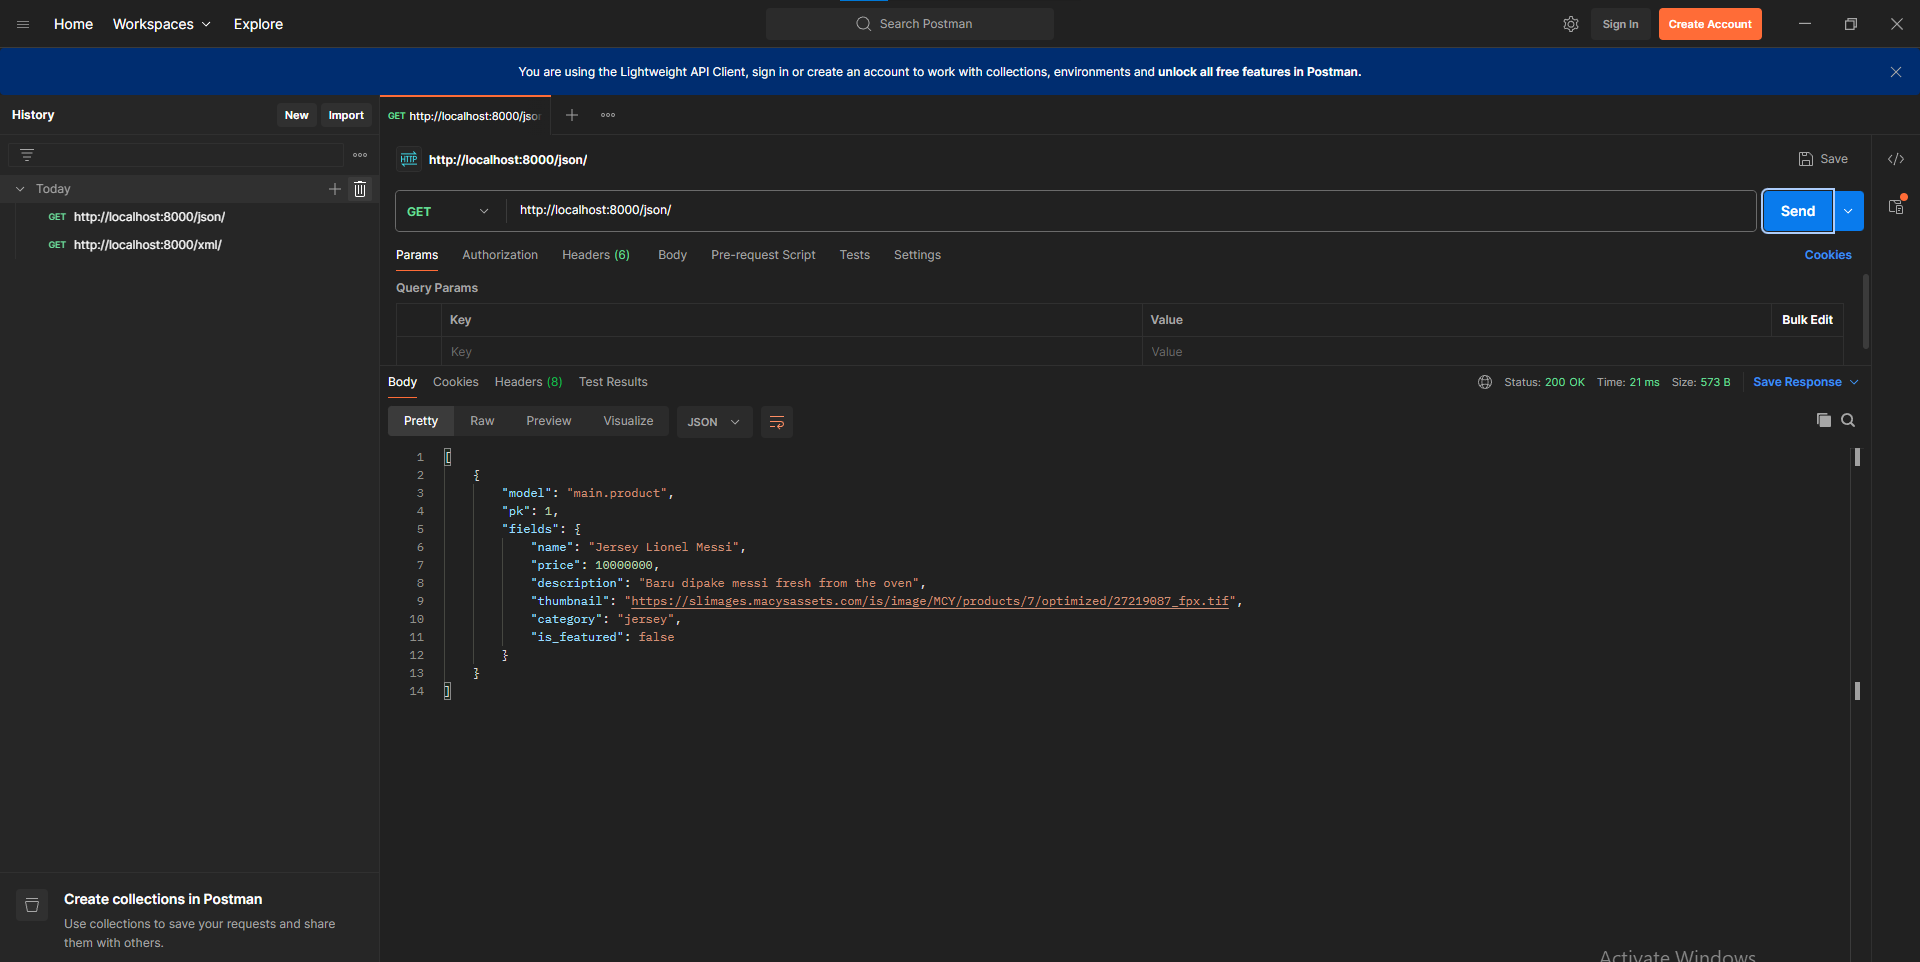 Home Workspaces Explore Search Postman Sign In Create Account
You are using the Lightweight API Client, sign in or create an account to work with collections, environments and unlock all free features in Postman.
History New Import
GET http://localhost:8000/jso
HTTP http://localhost:8000/json/ Save
Today
GET http://localhost:8000/json/
GET http://localhost:8000/xml/
GET http://localhost:8000/json/ Send
Params Authorization Headers (6) Body Pre-request Script Tests Settings Cookies
Query Params
Key Value Bulk Edit
Key Value
Body Cookies Headers (8) Test Results Status: 200 OK Time: 21 ms Size: 573 B Save Response
Pretty Raw Preview Visualize JSON
1 [
2 {
3 "model": "main.product",
4 "pk": 1,
5 "fields": {
6 "name": "Jersey Lionel Messi",
7 "price": 10000000,
8 "description": "Baru dipake messi fresh from the oven",
9 "thumbnail": "https://slimages.macysassets.com/is/image/MCY/products/7/optimized/27219087_fpx.tif",
10 "category": "jersey",
11 "is_featured": false
12 }
13 }
14 ]
Create collections in Postman
Use collections to save your requests and share
them with others.
Activate Windows